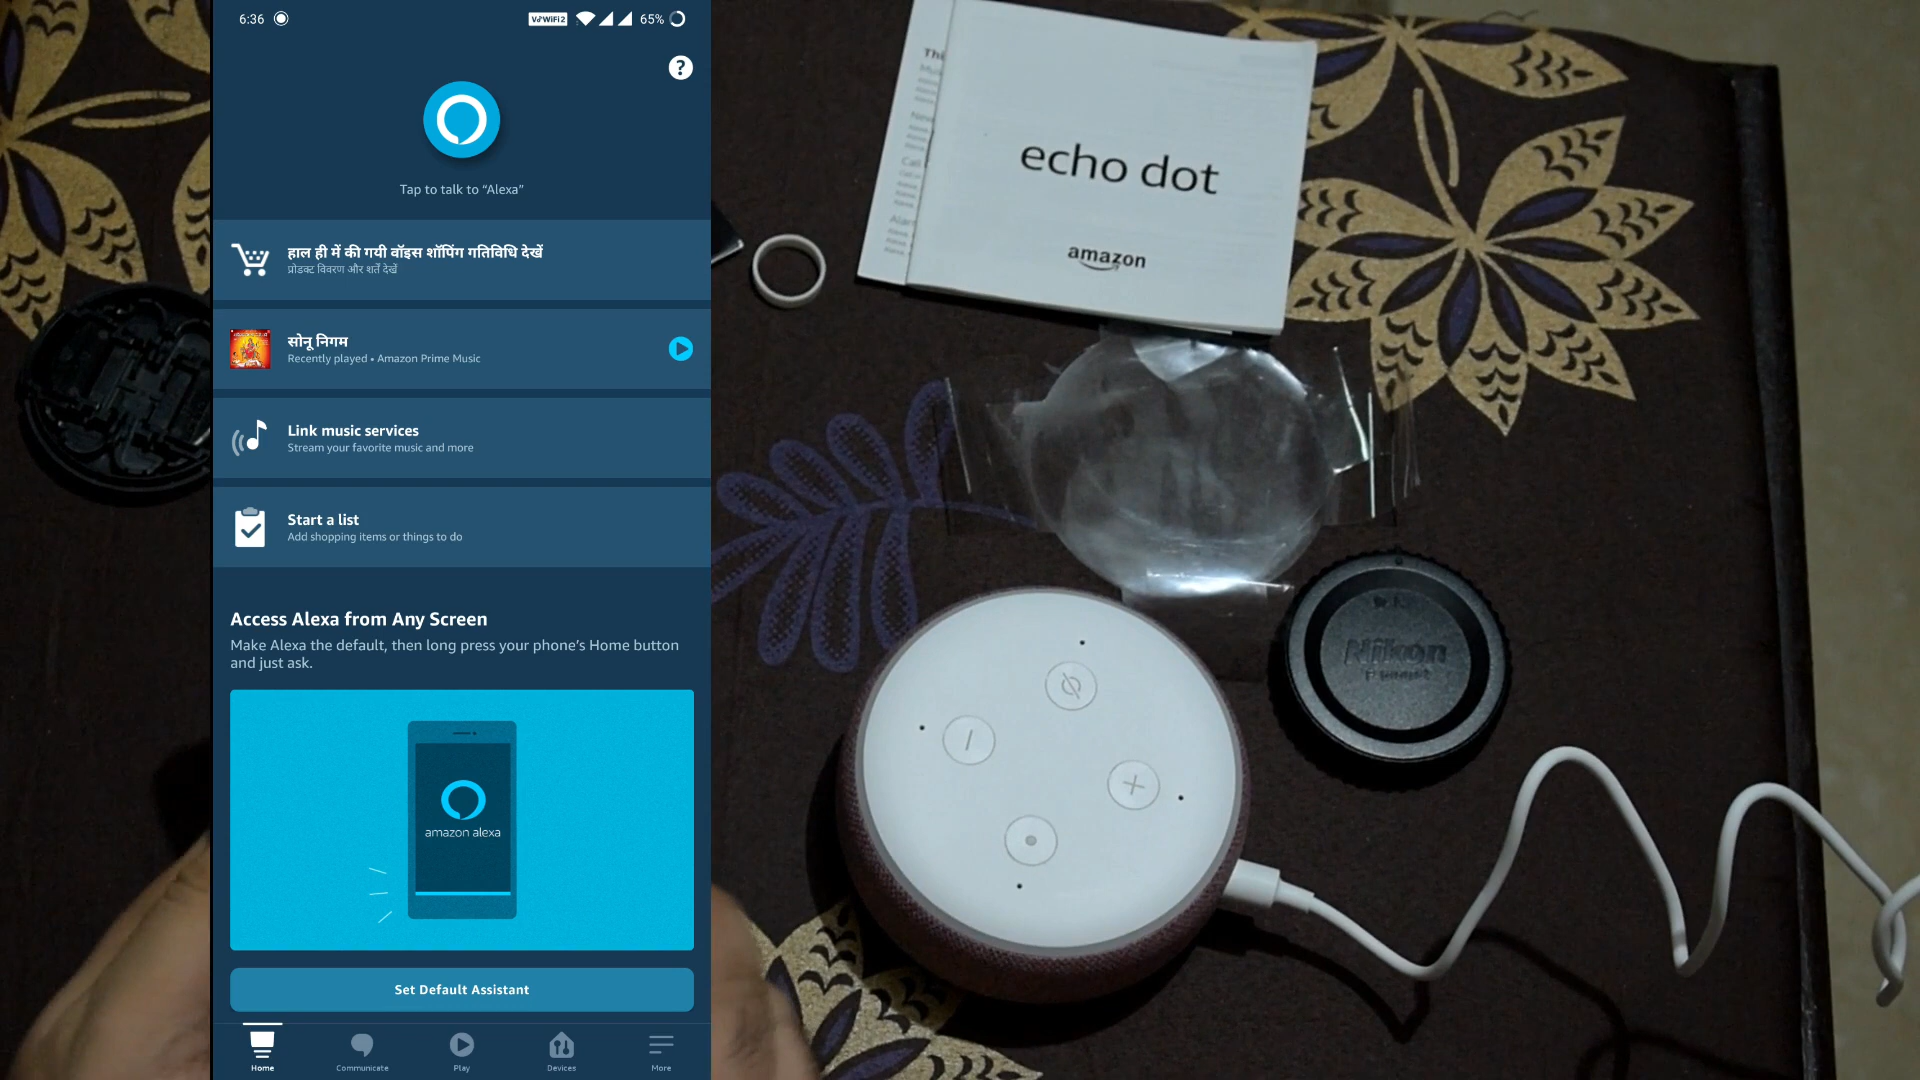 6:36
Vo WiFi2
65%
?
Tap to talk to “Alexa”
हाल ही में की गयी वॉइस शॉपिंग गतिविधि देखें
प्रोडक्ट विवरण और शर्तें देखें
सोनू निगम
Recently played • Amazon Prime Music
Link music services
Stream your favorite music and more
Start a list
Add shopping items or things to do
Access Alexa from Any Screen
Make Alexa the default, then long press your phone’s Home button
and just ask.
amazon alexa
Set Default Assistant
Home
Communicate
Play
Devices
More
echo dot
amazon
Nikon